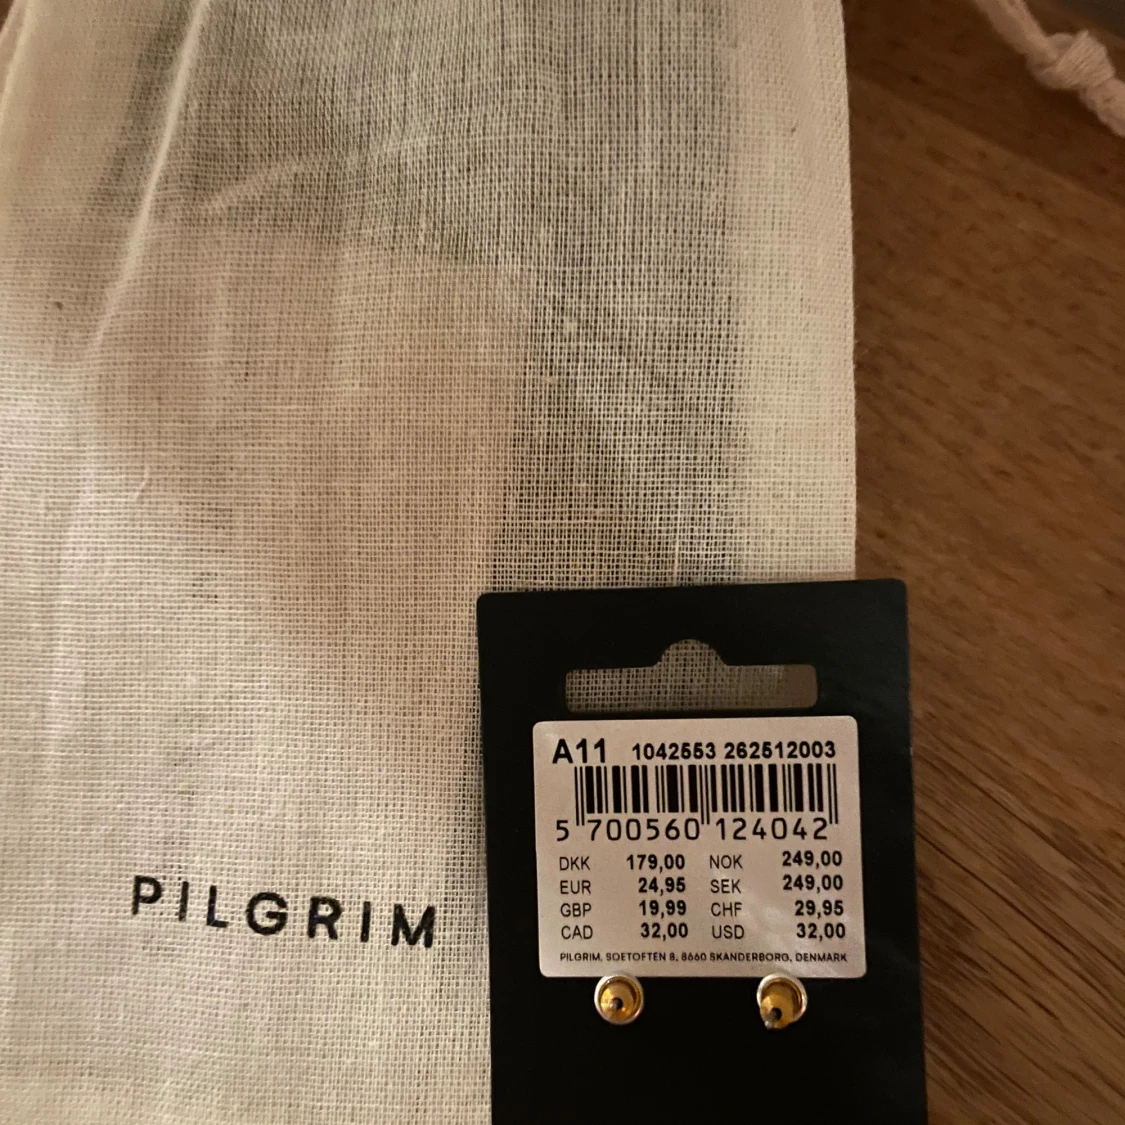 PILGRIM
A11 1042553 262512003
5 700560 124042
DKK 179,00 NOK 249,00
EUR 24,95 SEK 249,00
GBP 19,99 CHF 29,95
CAD 32,00 USD 32,00
PILGRIM, SOETOFTEN 8, 8660 SKANDERBORG, DENMARK